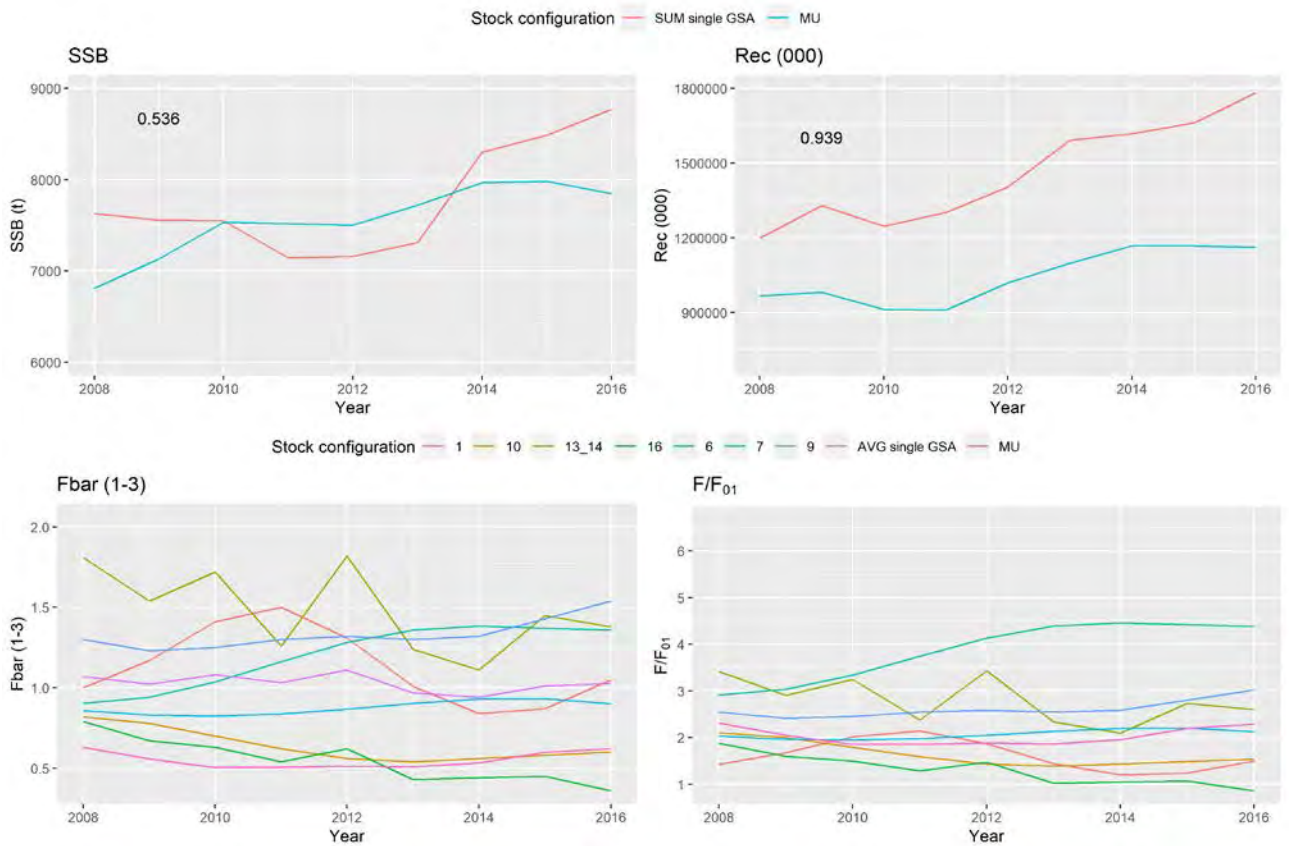 Stock configuration SUM single GSA MU
SSB
Rec (000)
9000
8000
7000
6000
0.536
SSB (t)
2008 2010 2012 2014 2016
Year
1800000
1500000
1200000
900000
0.939
Rec (000)
2008 2010 2012 2014 2016
Year
Stock configuration 1 10 13_14 16 6 7 9 AVG single GSA MU
Fbar (1-3)
F/F01
2.0
1.5
1.0
0.5
Fbar (1-3)
2008 2010 2012 2014 2016
Year
6
5
4
3
2
1
F/F01
2008 2010 2012 2014 2016
Year